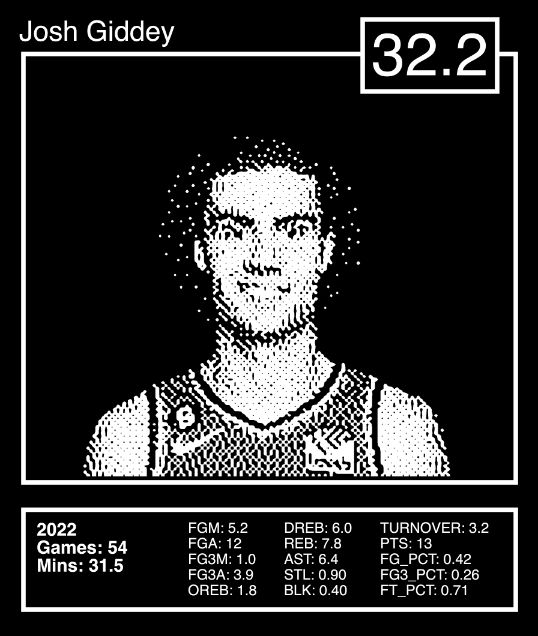 Josh Giddey
32.2
2022
Games: 54
Mins: 31.5
FGM: 5.2
FGA: 12
FG3M: 1.0
FG3A: 3.9
OREB: 1.8
DREB: 6.0
REB: 7.8
AST: 6.4
STL: 0.90
BLK: 0.40
TURNOVER: 3.2
PTS: 13
FG_PCT: 0.42
FG3_PCT: 0.26
FT_PCT: 0.71